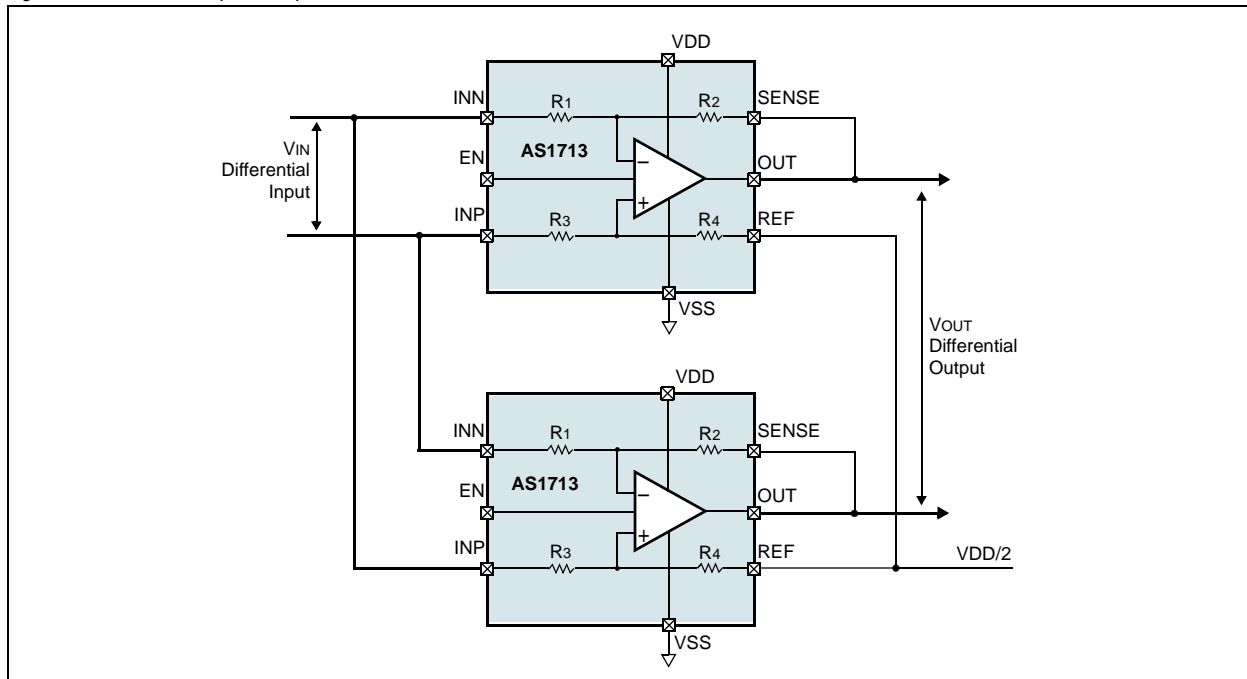 VDD
INN
R1
R2
SENSE
VIN
Differential
Input
EN
AS1713
−
OUT
+
INP
R3
R4
REF
VSS
VOUT
Differential
Output
VDD
INN
R1
R2
SENSE
EN
AS1713
−
OUT
+
INP
R3
R4
REF
VDD/2
VSS